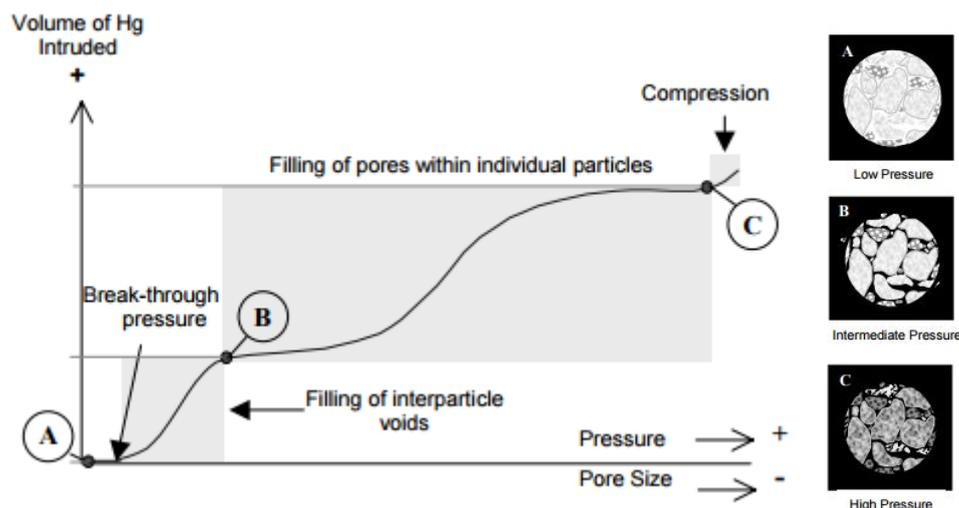 Volume of Hg
Intruded
+
Compression
Filling of pores within individual particles
C
Break-through
pressure
B
Filling of interparticle
voids
A
Pressure
+
Pore Size
-
A
Low Pressure
B
Intermediate Pressure
C
High Pressure